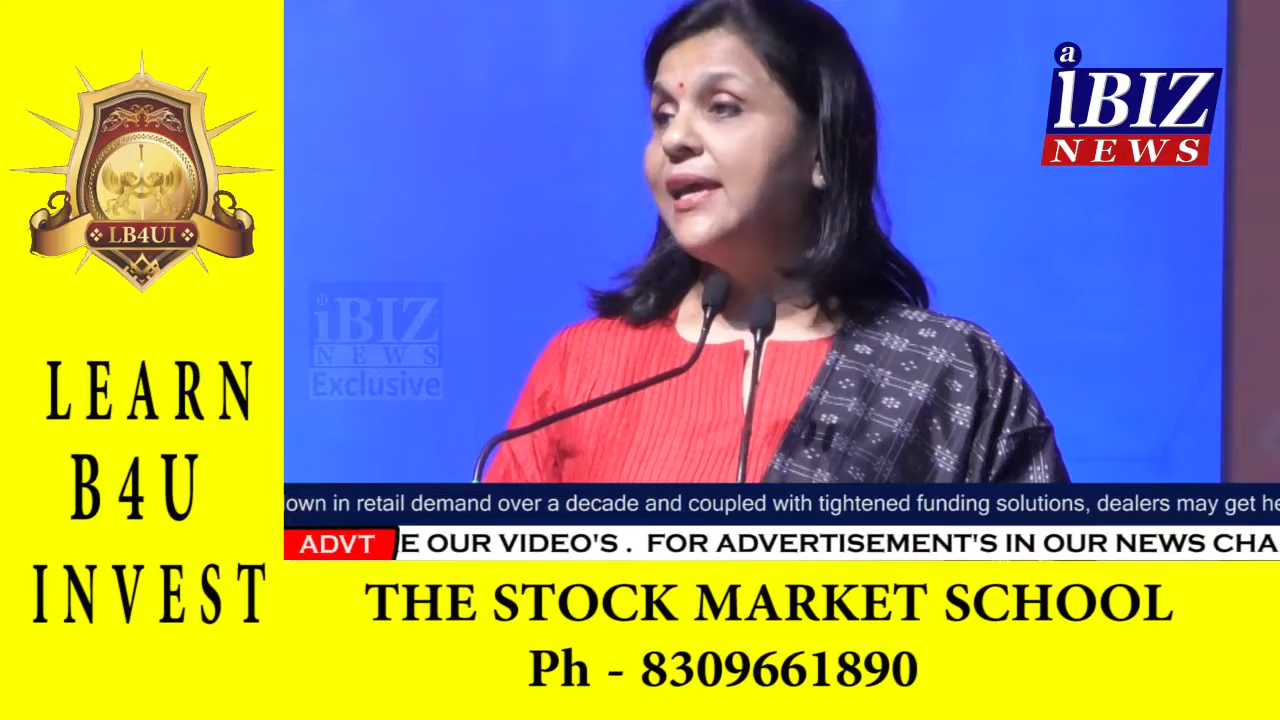 LB4UI
LEARN
B4U
INVEST
a
iBIZ
NEWS
iBIZ
NEWS
Exclusive
down in retail demand over a decade and coupled with tightened funding solutions, dealers may get he
ADVT
E OUR VIDEO'S . FOR ADVERTISEMENT'S IN OUR NEWS CHA
THE STOCK MARKET SCHOOL
Ph - 8309661890